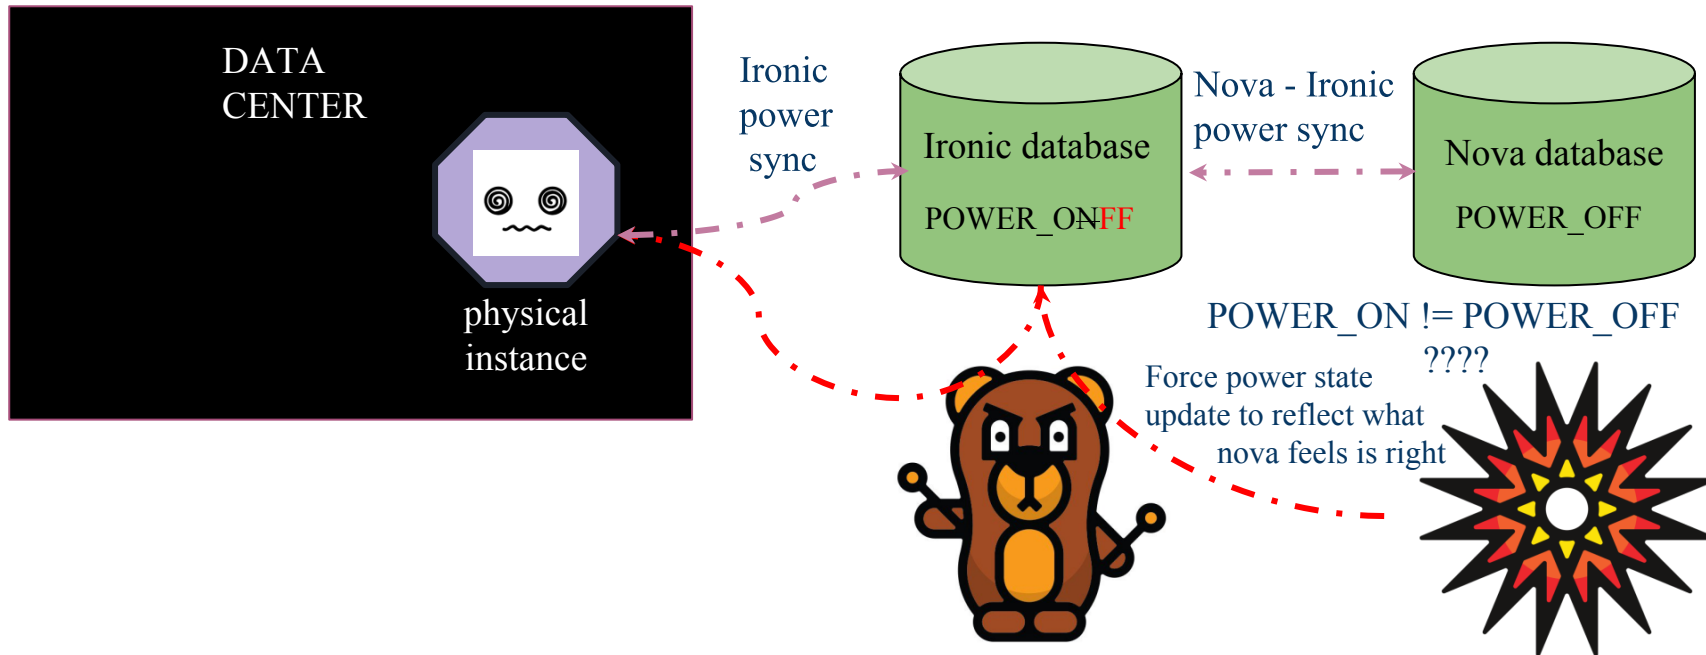 DATA
CENTER
physical
instance
Ironic
power
sync
Ironic database
POWER_ONFF
Nova - Ironic
power sync
Nova database
POWER_OFF
POWER_ON != POWER_OFF
????
Force power state
update to reflect what
nova feels is right